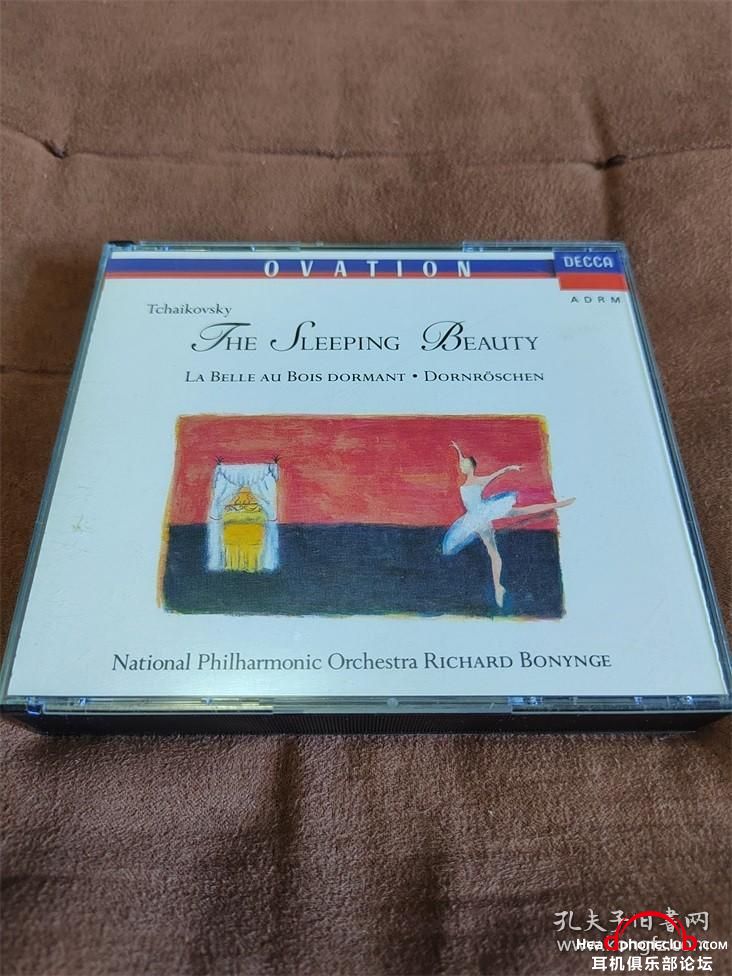 OVATION
DECCA
ADRM
Tchaikovsky
THE SLEEPING BEAUTY
LA BELLE AU BOIS DORMANT • DORNRÖSCHEN
National Philharmonic Orchestra RICHARD BONYNGE
孔夫子旧书网
耳机俱乐部论坛